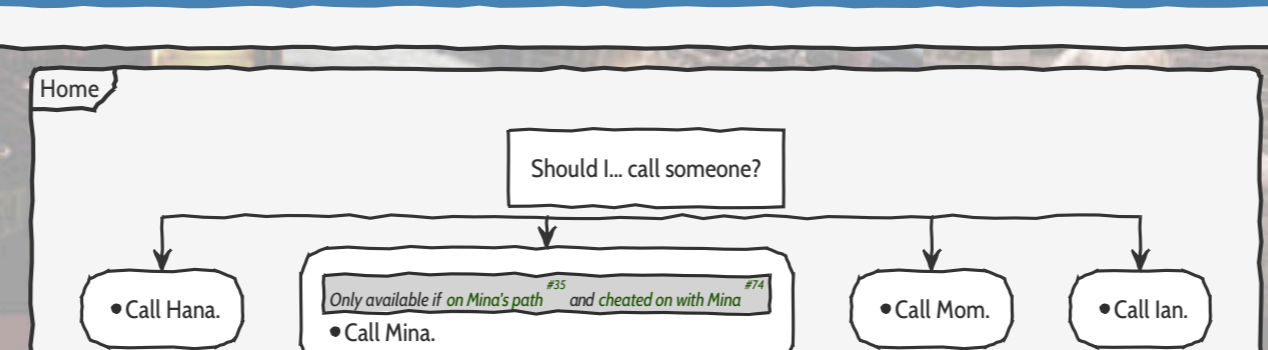 Home
Should I... call someone?
• Call Hana.
Only available if on Mina's path #35 and cheated on with Mina #74
• Call Mina.
• Call Mom.
• Call Ian.